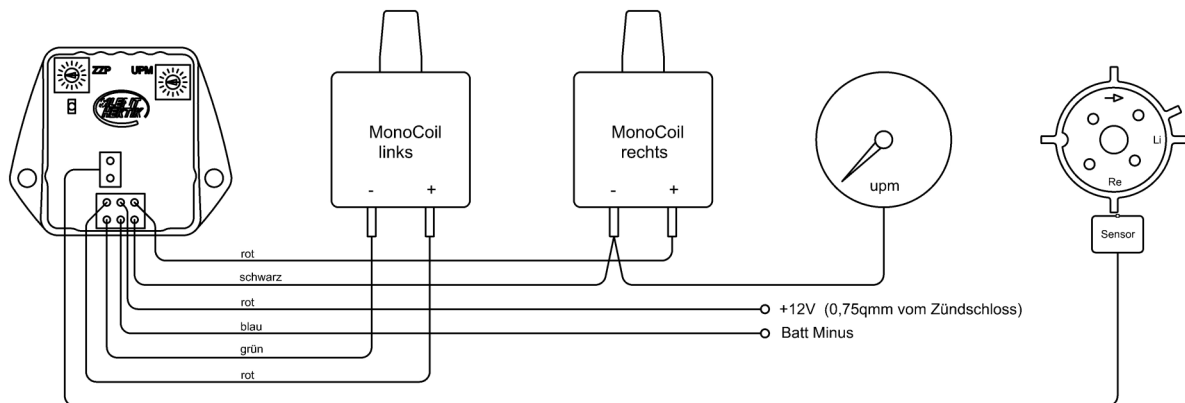 ZZP
UPM
MonoCoil
links
-
+
MonoCoil
rechts
-
+
upm
Li
Re
Sensor
rot
schwarz
rot
+12V (0,75qmm vom Zündschloss)
blau
Batt Minus
grün
rot